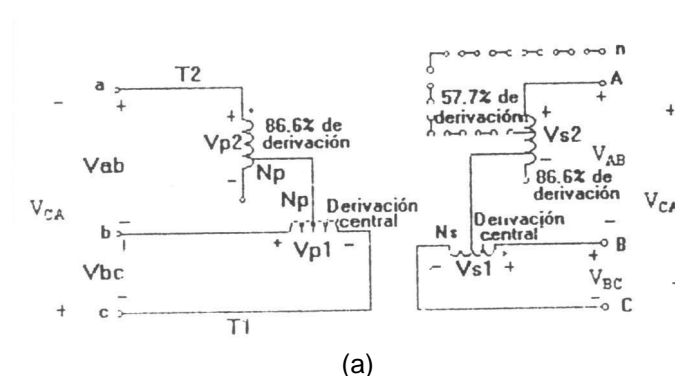 n
a T2 A
- + + +
+ 86.6% de
derivación
57.7% de
derivación
+
Vab Vp2 Vs2 V_AB
Np - 86.6% de
derivación
V_CA - V_CA
Np Derivación
central
Ns Derivación
central
- b - B
+ Vp1 - - Vs1 +
Vbc + V_BC
+ - c - C -
T1
(a)